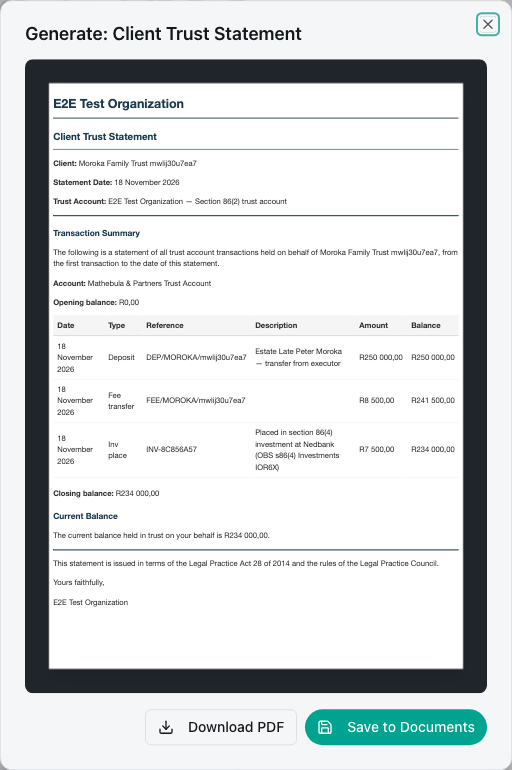 Generate: Client Trust Statement
E2E Test Organization
Client Trust Statement
Client: Moroka Family Trust mwlij30u7ea7
Statement Date: 18 November 2026
Trust Account: E2E Test Organization — Section 86(2) trust account
Transaction Summary
The following is a statement of all trust account transactions held on behalf of Moroka Family Trust mwlij30u7ea7, from
the first transaction to the date of this statement.
Account: Mathebula & Partners Trust Account
Opening balance: R0,00
Date Type Reference Description Amount Balance
18
November
2026
Deposit
DEP/MOROKA/mwlij30u7ea7
Estate Late Peter Moroka
— transfer from executor
R250 000,00
R250 000,00
18
November
2026
Fee
transfer
FEE/MOROKA/mwlij30u7ea7
R8 500,00
R241 500,00
18
November
2026
Inv
place
INV-8C856A57
Placed in section 86(4)
investment at Nedbank
(OBS s86(4) Investments
IOR6X)
R7 500,00
R234 000,00
Closing balance: R234 000,00
Current Balance
The current balance held in trust on your behalf is R234 000,00.
This statement is issued in terms of the Legal Practice Act 28 of 2014 and the rules of the Legal Practice Council.
Yours faithfully,
E2E Test Organization
Download PDF
Save to Documents